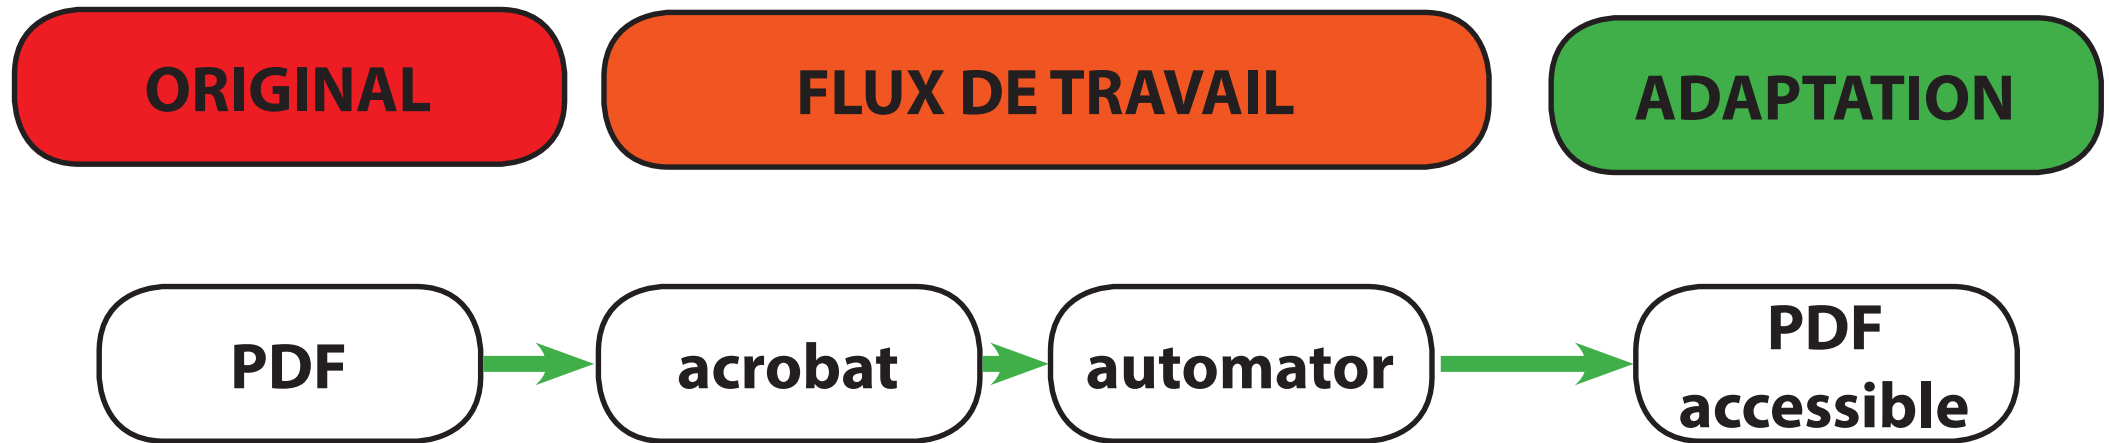 ORIGINAL
FLUX DE TRAVAIL
ADAPTATION
PDF
acrobat
automator
PDF
accessible